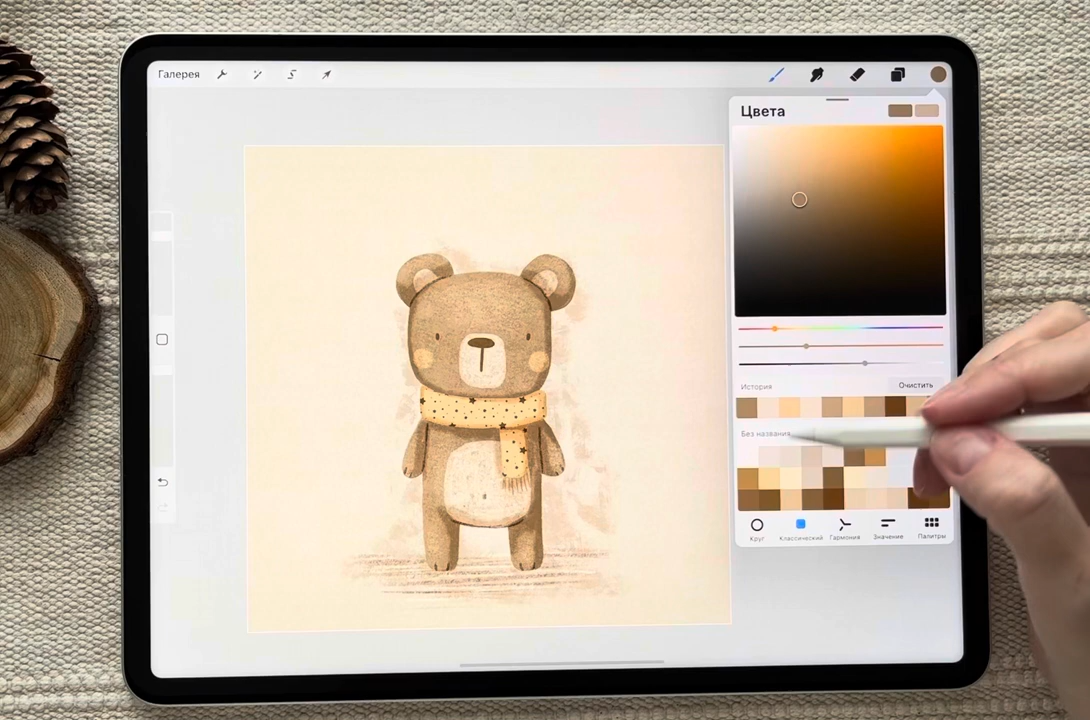 Галерея
Цвета
История
Очистить
Без названия
Круг
Классический
Гармония
Значение
Палитры